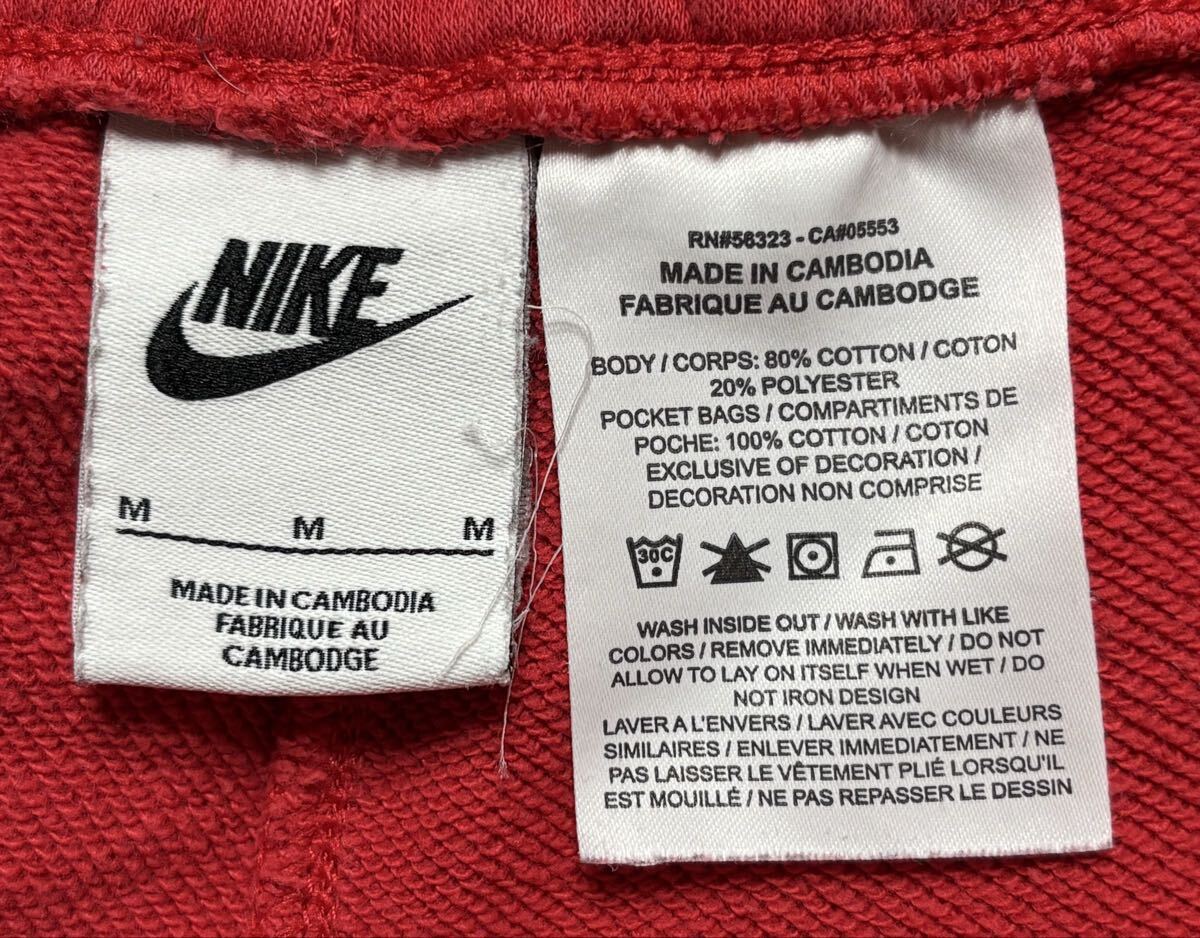 NIKE
M M M
MADE IN CAMBODIA
FABRIQUE AU
CAMBODGE
RN#56323 - CA#05553
MADE IN CAMBODIA
FABRIQUE AU CAMBODGE
BODY / CORPS: 80% COTTON / COTON
20% POLYESTER
POCKET BAGS / COMPARTIMENTS DE
POCHE: 100% COTTON / COTON
EXCLUSIVE OF DECORATION /
DECORATION NON COMPRISE
30C
WASH INSIDE OUT / WASH WITH LIKE
COLORS / REMOVE IMMEDIATELY / DO NOT
ALLOW TO LAY ON ITSELF WHEN WET / DO
NOT IRON DESIGN
LAVER A L'ENVERS / LAVER AVEC COULEURS
SIMILAIRES / ENLEVER IMMEDIATEMENT / NE
PAS LAISSER LE VÊTEMENT PLIÉ LORSQU'IL
EST MOUILLÉ / NE PAS REPASSER LE DESSIN